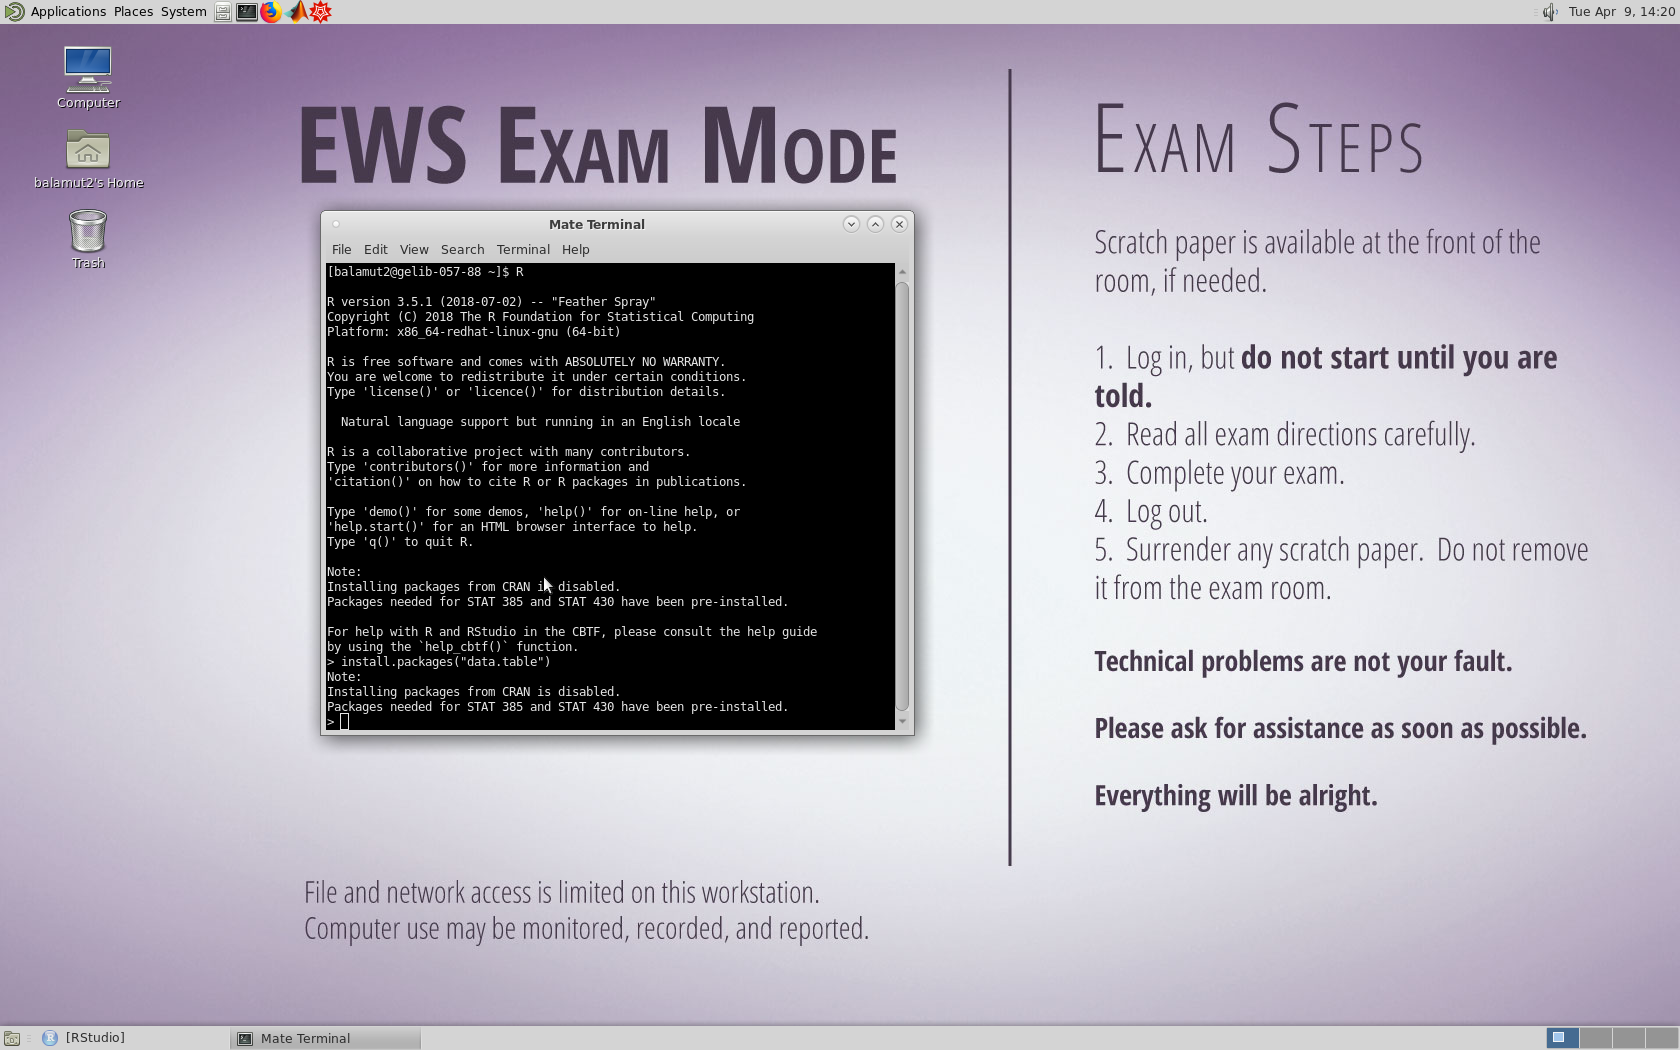 Applications Places System
Tue Apr 9, 14:20
Computer
balamut2's Home
Trash
EWS Exam Mode
Mate Terminal
File Edit View Search Terminal Help
[balamut2@gelib-057-88 ~]$ R
R version 3.5.1 (2018-07-02) -- "Feather Spray"
Copyright (C) 2018 The R Foundation for Statistical Computing
Platform: x86_64-redhat-linux-gnu (64-bit)
R is free software and comes with ABSOLUTELY NO WARRANTY.
You are welcome to redistribute it under certain conditions.
Type 'license()' or 'licence()' for distribution details.
Natural language support but running in an English locale
R is a collaborative project with many contributors.
Type 'contributors()' for more information and
'citation()' on how to cite R or R packages in publications.
Type 'demo()' for some demos, 'help()' for on-line help, or
'help.start()' for an HTML browser interface to help.
Type 'q()' to quit R.
Note:
Installing packages from CRAN is disabled.
Packages needed for STAT 385 and STAT 430 have been pre-installed.
For help with R and RStudio in the CBTF, please consult the help guide
by using the `help_cbtf()` function.
> install.packages("data.table")
Note:
Installing packages from CRAN is disabled.
Packages needed for STAT 385 and STAT 430 have been pre-installed.
>
File and network access is limited on this workstation.
Computer use may be monitored, recorded, and reported.
Exam Steps
Scratch paper is available at the front of the
room, if needed.
1. Log in, but do not start until you are
told.
2. Read all exam directions carefully.
3. Complete your exam.
4. Log out.
5. Surrender any scratch paper. Do not remove
it from the exam room.
Technical problems are not your fault.
Please ask for assistance as soon as possible.
Everything will be alright.
[RStudio]
Mate Terminal